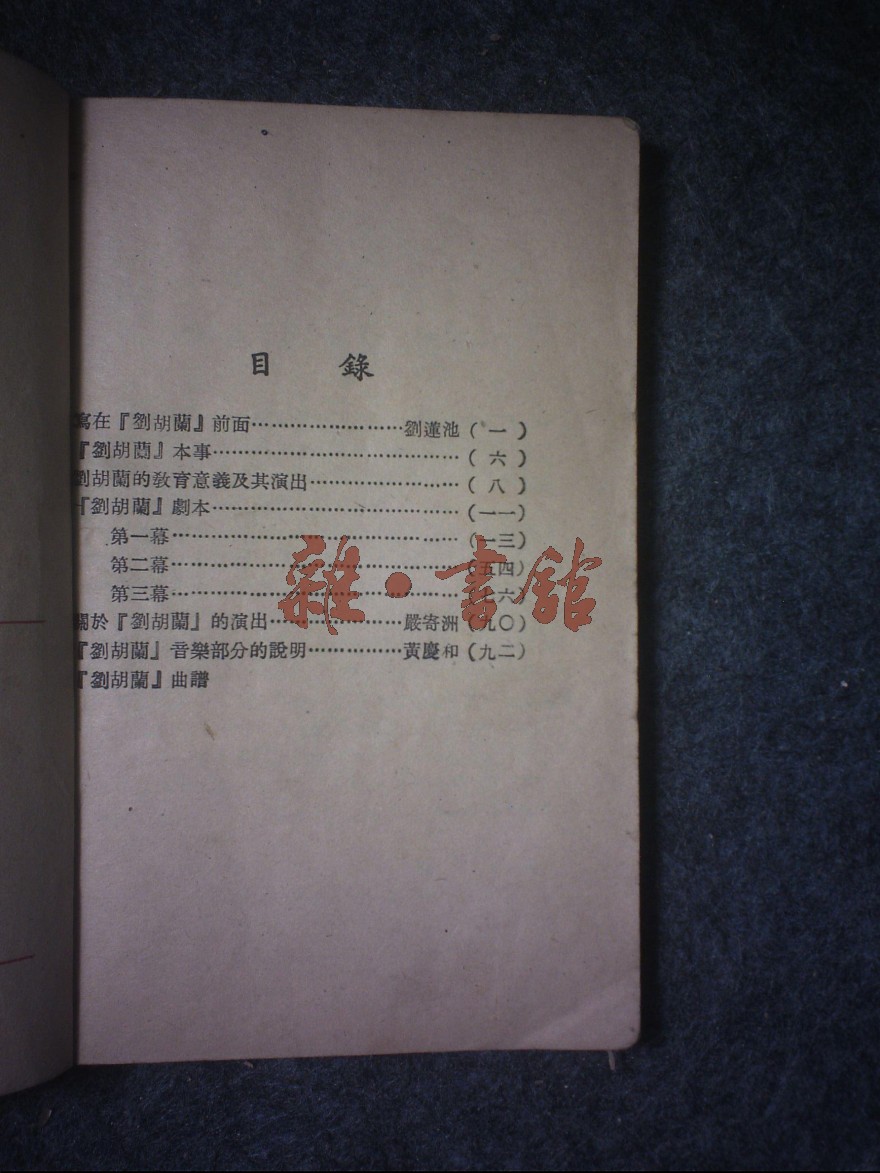 目　錄
寫在『劉胡蘭』前面……………………劉蓮池(一)
『劉胡蘭』本事……………………………(六)
劉胡蘭的教育意義及其演出……………………(八)
『劉胡蘭』劇本……………………………(一一)
第一幕……………………………(一三)
第二幕……………………………(五四)
第三幕……………………………(七六)
關於『劉胡蘭』的演出…………………嚴寄洲(九〇)
『劉胡蘭』音樂部分的說明……………黃慶和(九二)
『劉胡蘭』曲譜
雜·書館